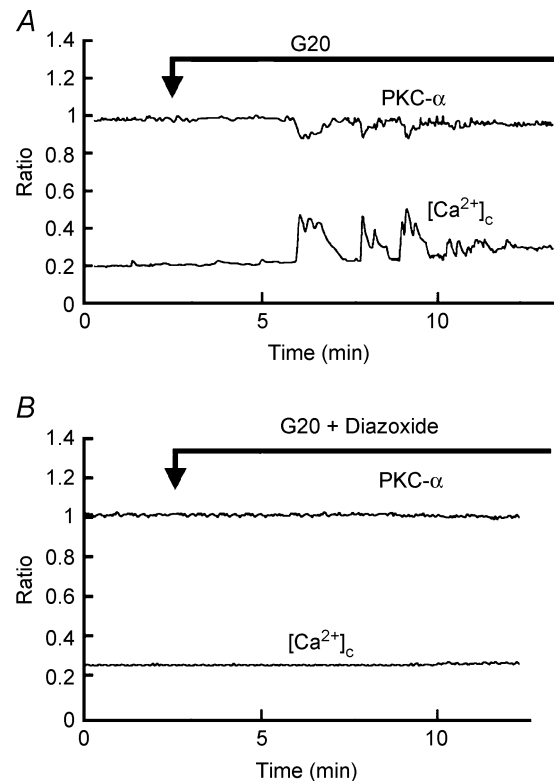 A
G20
1.4
1.2
1
0.8
0.6
0.4
0.2
0
Ratio
PKC-α
[Ca²⁺]c
0 5 10
Time (min)
B
G20 + Diazoxide
1.4
1.2
1
0.8
0.6
0.4
0.2
0
Ratio
PKC-α
[Ca²⁺]c
0 5 10
Time (min)